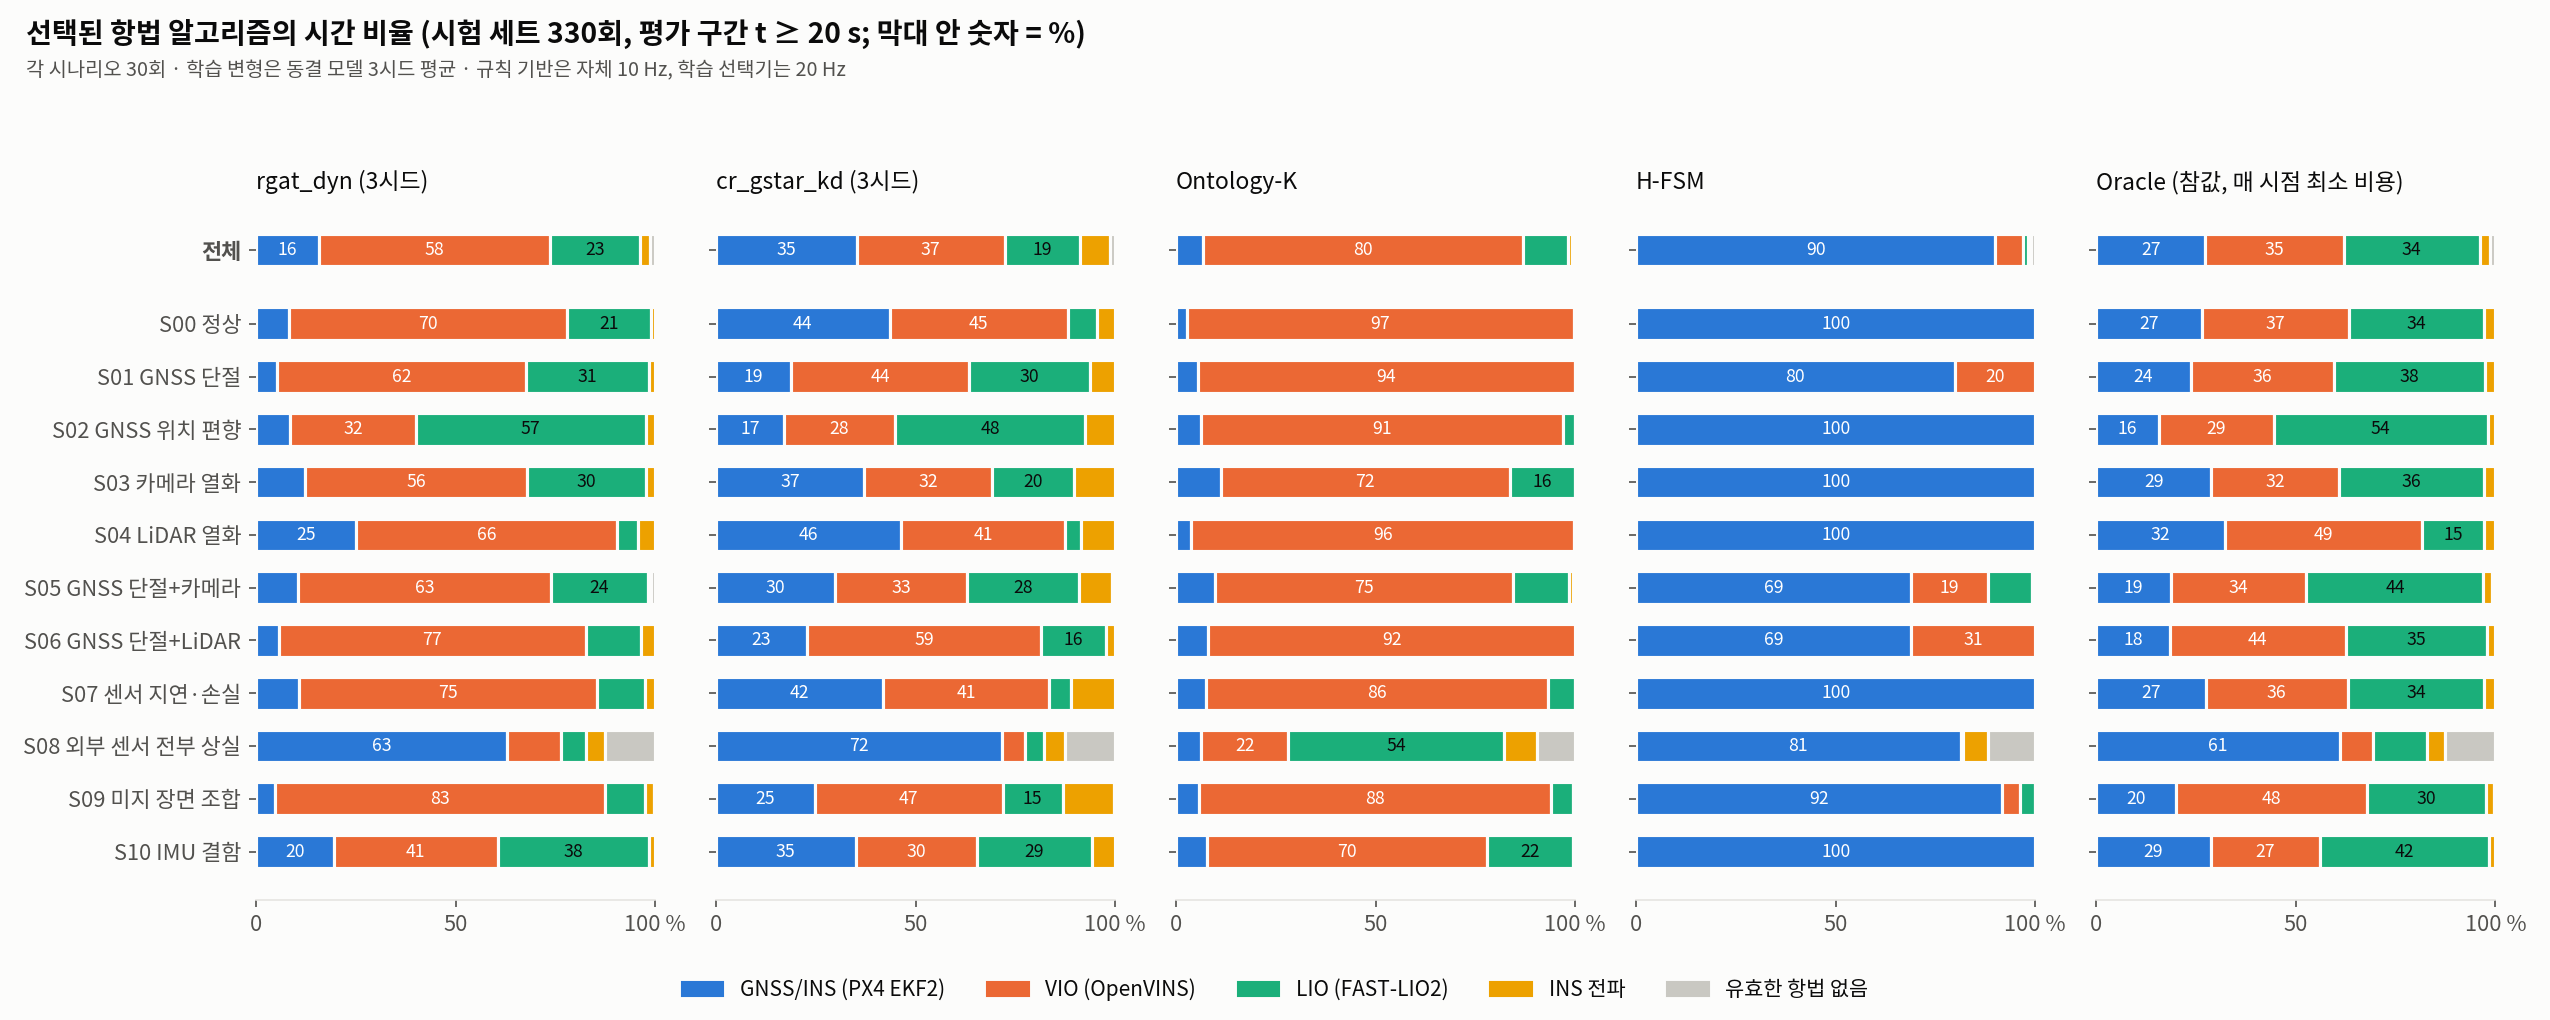 선택된 항법 알고리즘의 시간 비율 (시험 세트 330회, 평가 구간 t ≥ 20 s; 막대 안 숫자 = %)
각 시나리오 30회 · 학습 변형은 동결 모델 3시드 평균 · 규칙 기반은 자체 10 Hz, 학습 선택기는 20 Hz
rgat_dyn (3시드) cr_gstar_kd (3시드) Ontology-K H-FSM Oracle (참값, 매 시점 최소 비용)
전체 16 58 23 35 37 19 80 90 27 35 34
S00 정상 70 21 44 45 97 100 27 37 34
S01 GNSS 단절 62 31 19 44 30 94 80 20 24 36 38
S02 GNSS 위치 편향 32 57 17 28 48 91 100 16 29 54
S03 카메라 열화 56 30 37 32 20 72 16 100 29 32 36
S04 LiDAR 열화 25 66 46 41 96 100 32 49 15
S05 GNSS 단절+카메라 63 24 30 33 28 75 69 19 19 34 44
S06 GNSS 단절+LiDAR 77 23 59 16 92 69 31 18 44 35
S07 센서 지연·손실 75 42 41 86 100 27 36 34
S08 외부 센서 전부 상실 63 72 22 54 81 61
S09 미지 장면 조합 83 25 47 15 88 92 20 48 30
S10 IMU 결함 20 41 38 35 30 29 70 22 100 29 27 42
0 50 100 % 0 50 100 % 0 50 100 % 0 50 100 % 0 50 100 %
GNSS/INS (PX4 EKF2) VIO (OpenVINS) LIO (FAST-LIO2) INS 전파 유효한 항법 없음